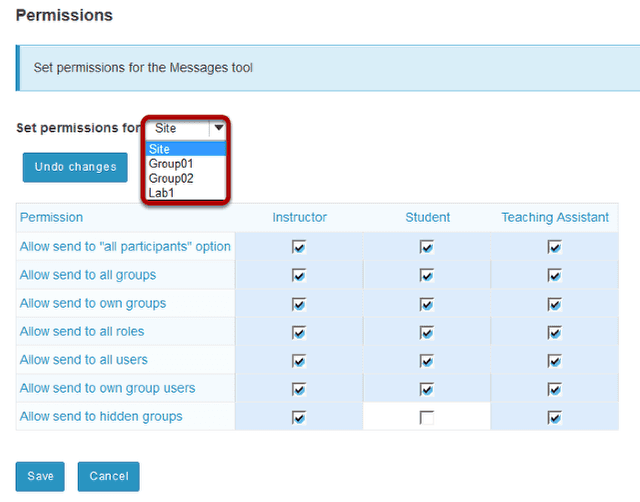 Permissions
Set permissions for the Messages tool
Set permissions for Site
Site
Group01
Group02
Lab1
Undo changes
Permission Instructor Student Teaching Assistant
Allow send to "all participants" option
Allow send to all groups
Allow send to own groups
Allow send to all roles
Allow send to all users
Allow send to own group users
Allow send to hidden groups
Save Cancel